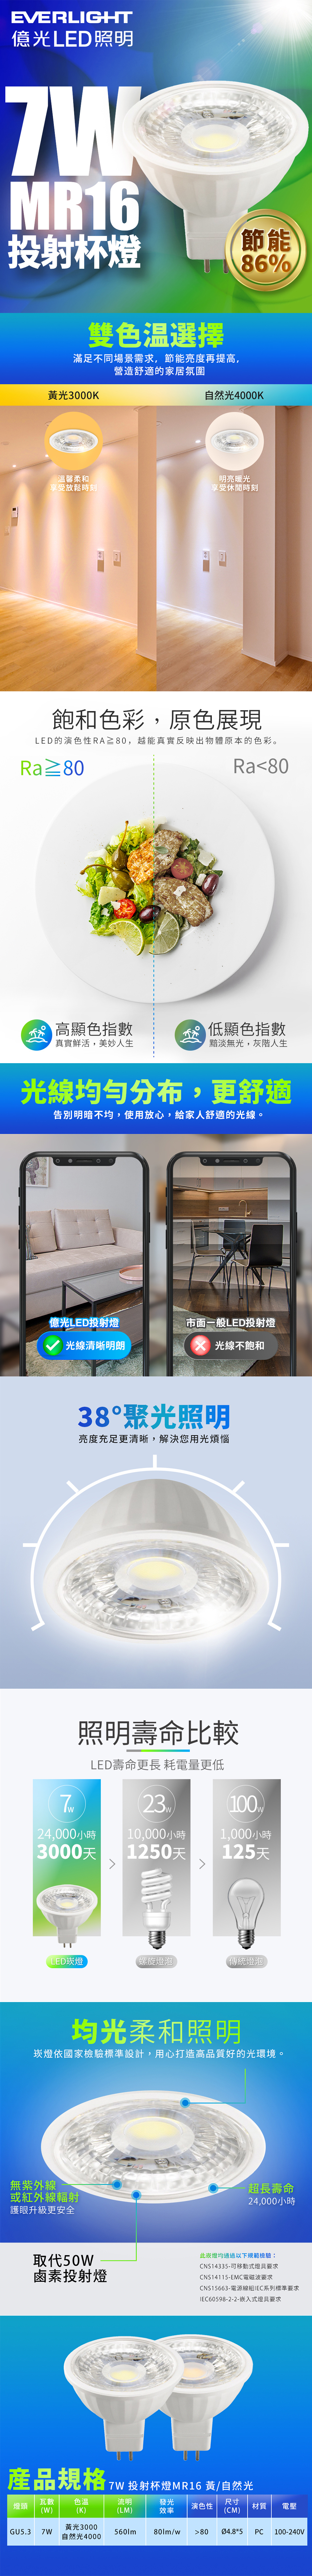 EVERLIGHT
億光LED照明
7W
MR16
投射杯燈
節能
86%
雙色温選擇
滿足不同場景需求，節能亮度再提高，
營造舒適的家居氛圍
黃光3000K
自然光4000K
溫馨柔和
享受放鬆時刻
明亮暖光
享受休閒時刻
飽和色彩，原色展現
LED的演色性RA≧80，越能真實反映出物體原本的色彩。
Ra≧80
Ra<80
高顯色指數
真實鮮活，美妙人生
低顯色指數
黯淡無光，灰階人生
光線均勻分布，更舒適
告別明暗不均，使用放心，給家人舒適的光線。
億光LED投射燈
光線清晰明朗
市面一般LED投射燈
光線不飽和
38°聚光照明
亮度充足更清晰，解決您用光煩惱
照明壽命比較
LED壽命更長 耗電量更低
7W
24,000小時
3000天
LED崁燈
23W
10,000小時
1250天
螺旋燈泡
100W
1,000小時
125天
傳統燈泡
均光柔和照明
崁燈依國家檢驗標準設計，用心打造高品質好的光環境。
無紫外線
或紅外線輻射
護眼升級更安全
超長壽命
24,000小時
取代50W
鹵素投射燈
此崁燈均通過以下規範檢驗：
CNS14335-可移動式燈具要求
CNS14115-EMC電磁波要求
CNS15663-電源線組IEC系列標準要求
IEC60598-2-2-嵌入式燈具要求
產品規格 7W 投射杯燈MR16 黃/自然光
燈頭 瓦數(W) 色溫(K) 流明(LM) 發光效率 演色性 尺寸(CM) 材質 電壓
GU5.3 7W 黃光3000 自然光4000 560lm 80lm/w >80 Ø4.8*5 PC 100-240V